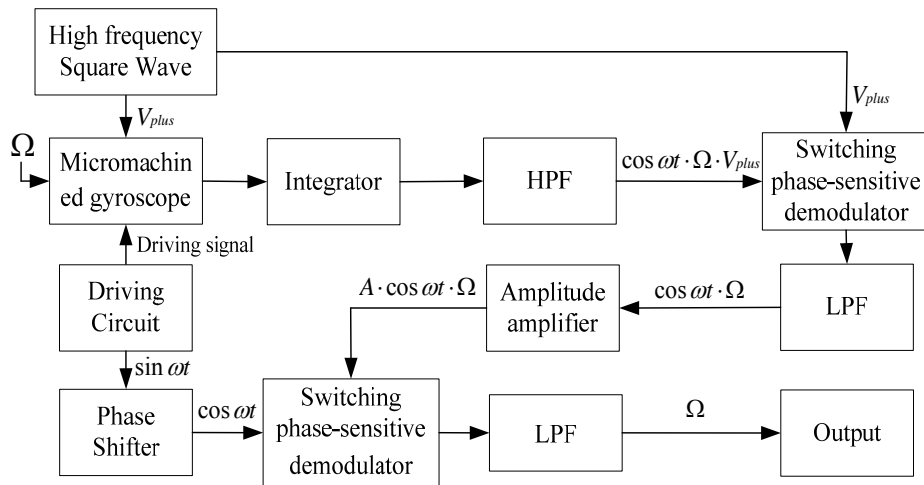 High frequency
Square Wave
V_plus
V_plus
Ω
Micromachin
ed gyroscope
Integrator
HPF
cos ωt · Ω · V_plus
Switching
phase-sensitive
demodulator
Driving signal
Driving
Circuit
A · cos ωt · Ω
Amplitude
amplifier
cos ωt · Ω
LPF
sin ωt
Phase
Shifter
cos ωt
Switching
phase-sensitive
demodulator
LPF
Ω
Output